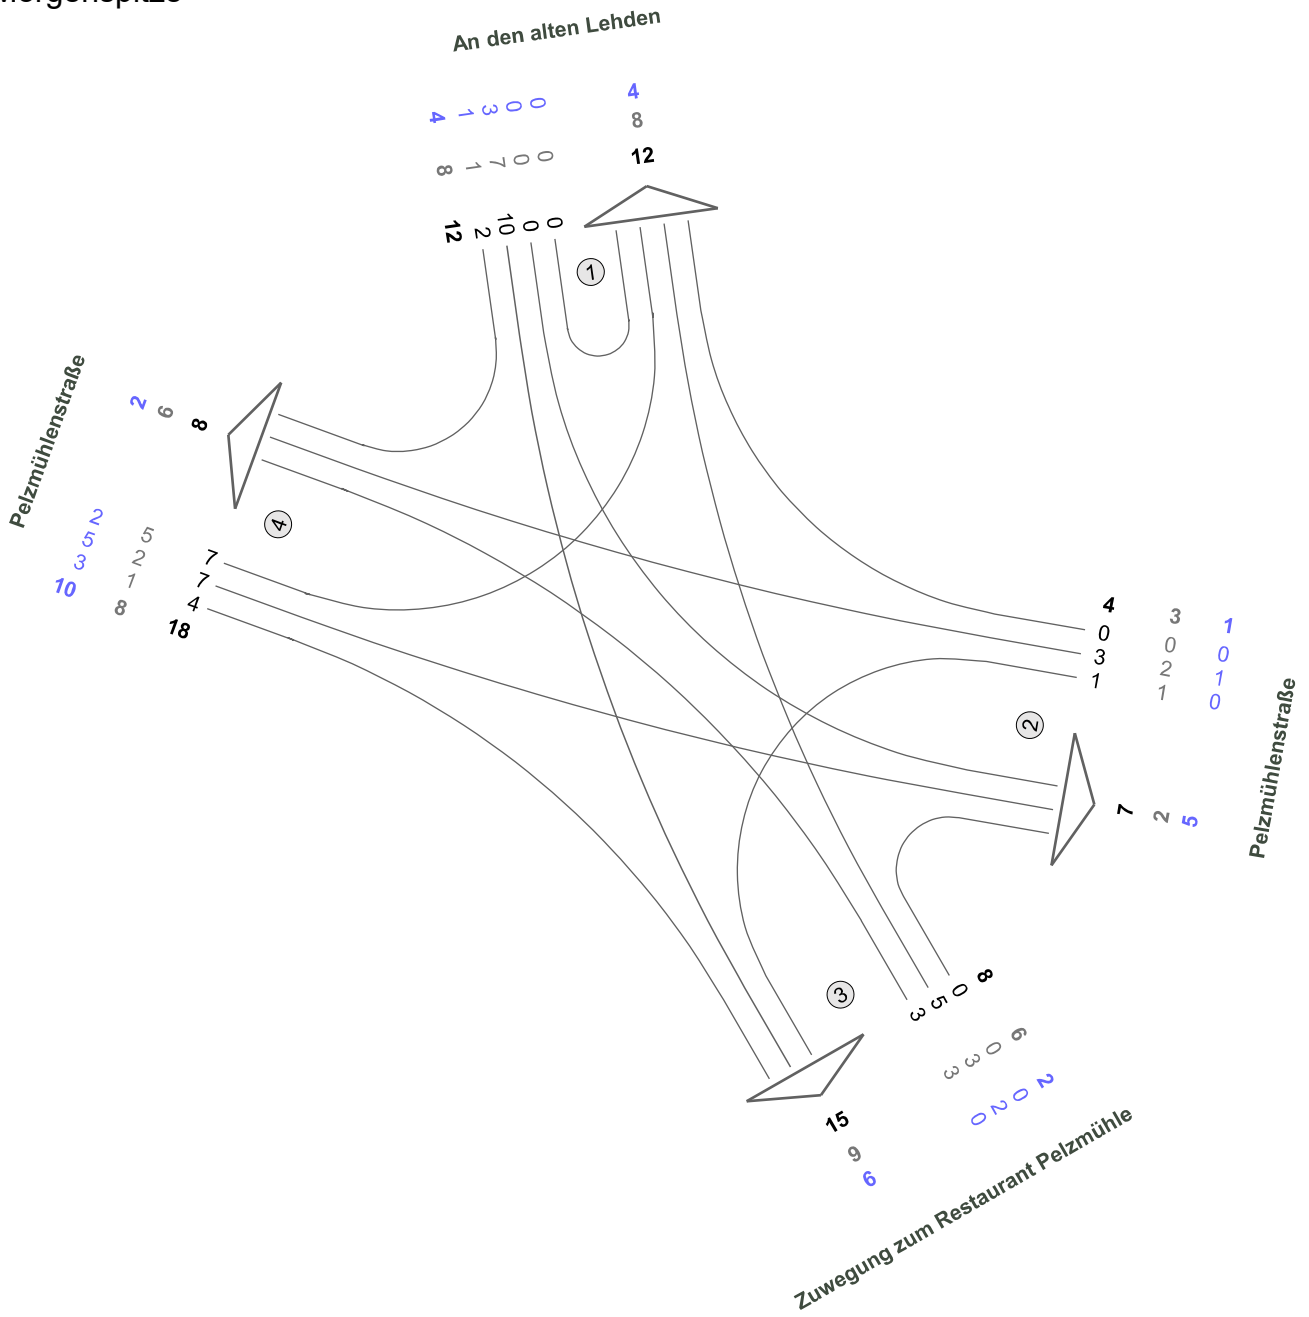 An den alten Lehden
4 1 3 0 0
8 1 7 0 0
12 2 10 0 0
4
8
12
1
Pelzmühlenstraße
2 6 8
4
2 5 3 10
5 2 1 8
7 7 4 18
4 0 3 1
3 0 2 1
1 0 1 0
2
7 2 5
Pelzmühlenstraße
3
3 5 0 8
3 3 0 6
0 2 0 2
15
9
6
Zuwegung zum Restaurant Pelzmühle